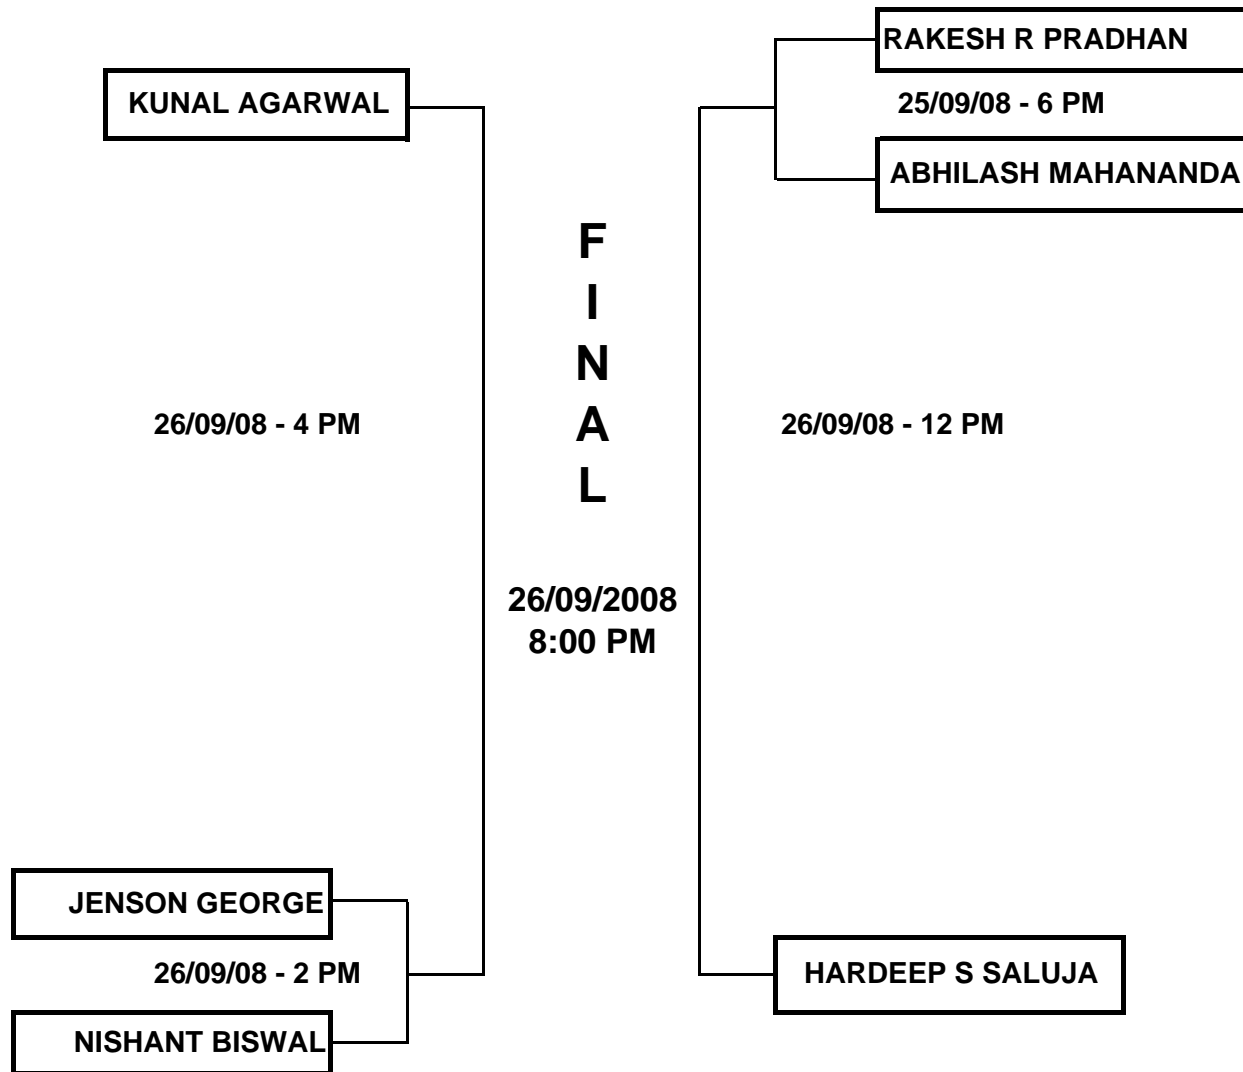 RAKESH R PRADHAN
KUNAL AGARWAL
25/09/08 - 6 PM
ABHILASH MAHANANDA
F
I
N
A
L
26/09/08 - 4 PM
26/09/08 - 12 PM
26/09/2008
8:00 PM
JENSON GEORGE
26/09/08 - 2 PM
HARDEEP S SALUJA
NISHANT BISWAL